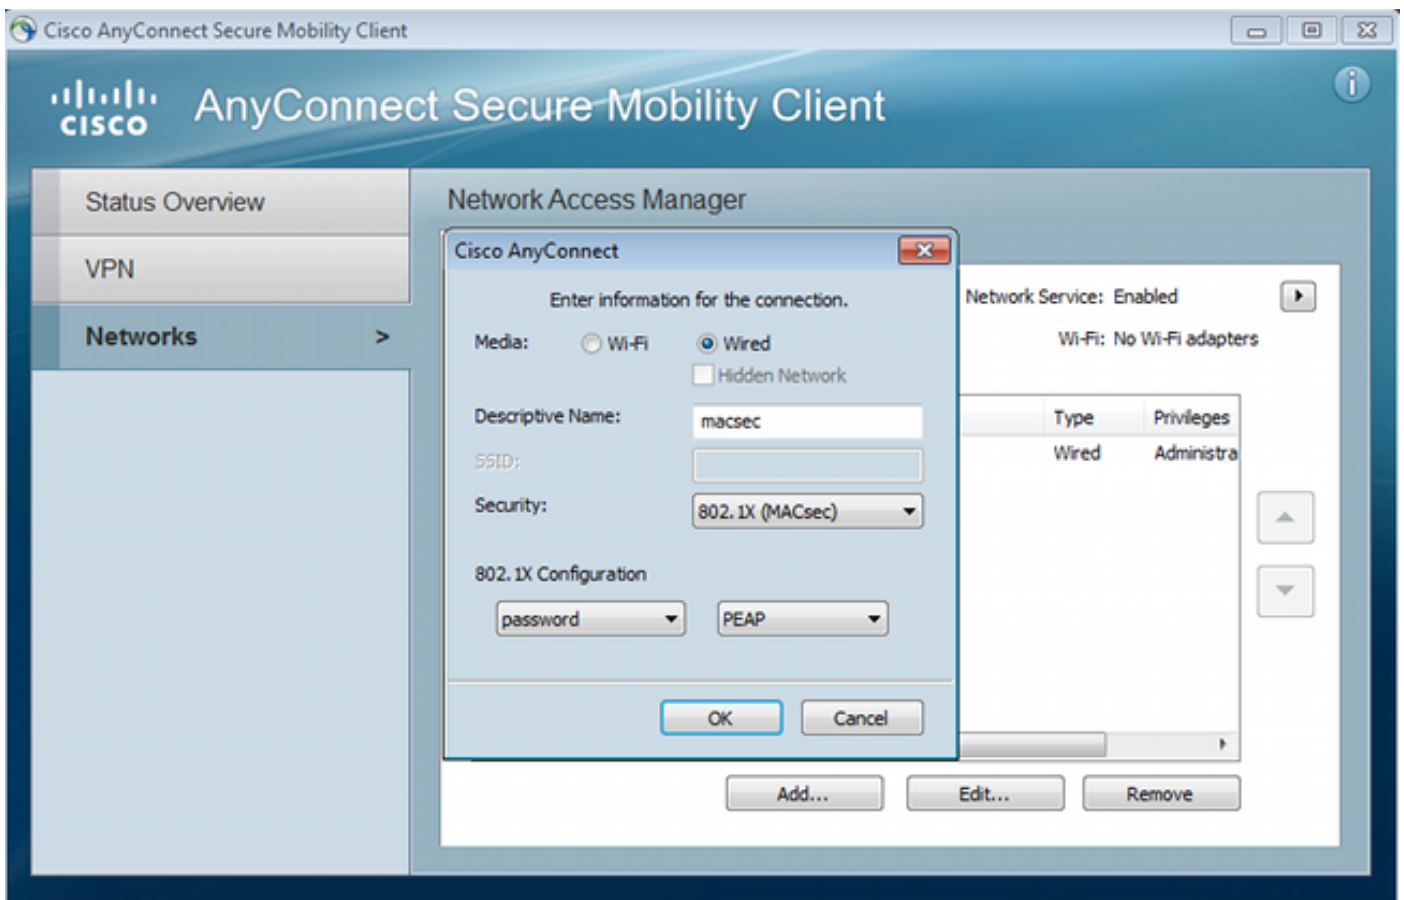 Cisco AnyConnect Secure Mobility Client
CISCO AnyConnect Secure Mobility Client
Status Overview
VPN
Networks >
Network Access Manager
Cisco AnyConnect
Enter information for the connection.
Media: Wi-Fi Wired
Hidden Network
Descriptive Name: macsec
SSID:
Security: 802.1X (MACsec)
802.1X Configuration
password PEAP
OK Cancel
Network Service: Enabled
Wi-Fi: No Wi-Fi adapters
Type Privileges
Wired Administra
Add... Edit... Remove